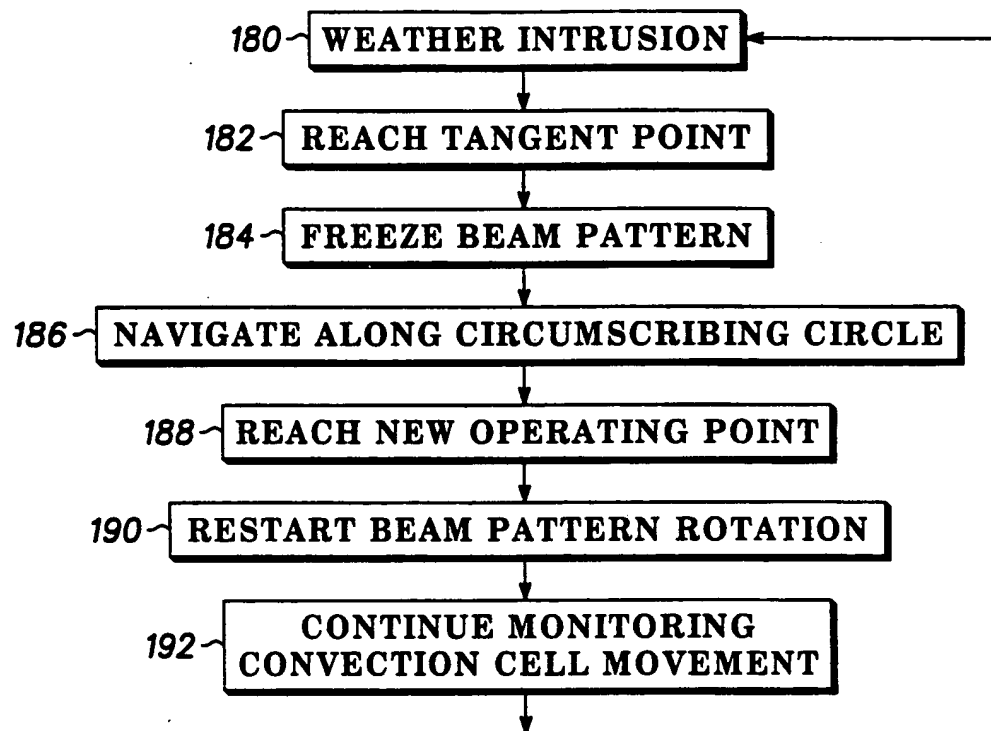 180 WEATHER INTRUSION
182 REACH TANGENT POINT
184 FREEZE BEAM PATTERN
186 NAVIGATE ALONG CIRCUMSCRIBING CIRCLE
188 REACH NEW OPERATING POINT
190 RESTART BEAM PATTERN ROTATION
192 CONTINUE MONITORING
CONVECTION CELL MOVEMENT